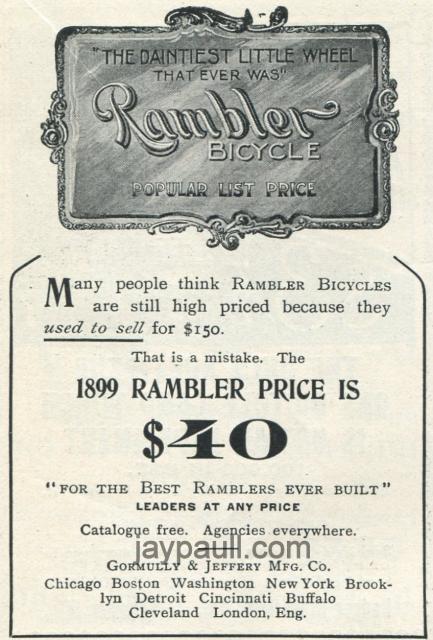 "THE DAINTIEST LITTLE WHEEL
THAT EVER WAS"
Rambler
BICYCLE
POPULAR LIST PRICE
Many people think RAMBLER BICYCLES
are still high priced because they
used to sell for $150.
That is a mistake. The
1899 RAMBLER PRICE IS
$40
"FOR THE BEST RAMBLERS EVER BUILT"
LEADERS AT ANY PRICE
Catalogue free. Agencies everywhere.
jaypaull.com
GORMULLY & JEFFERY MFG. CO.
Chicago Boston Washington New York Brook-
lyn Detroit Cincinnati Buffalo
Cleveland London, Eng.